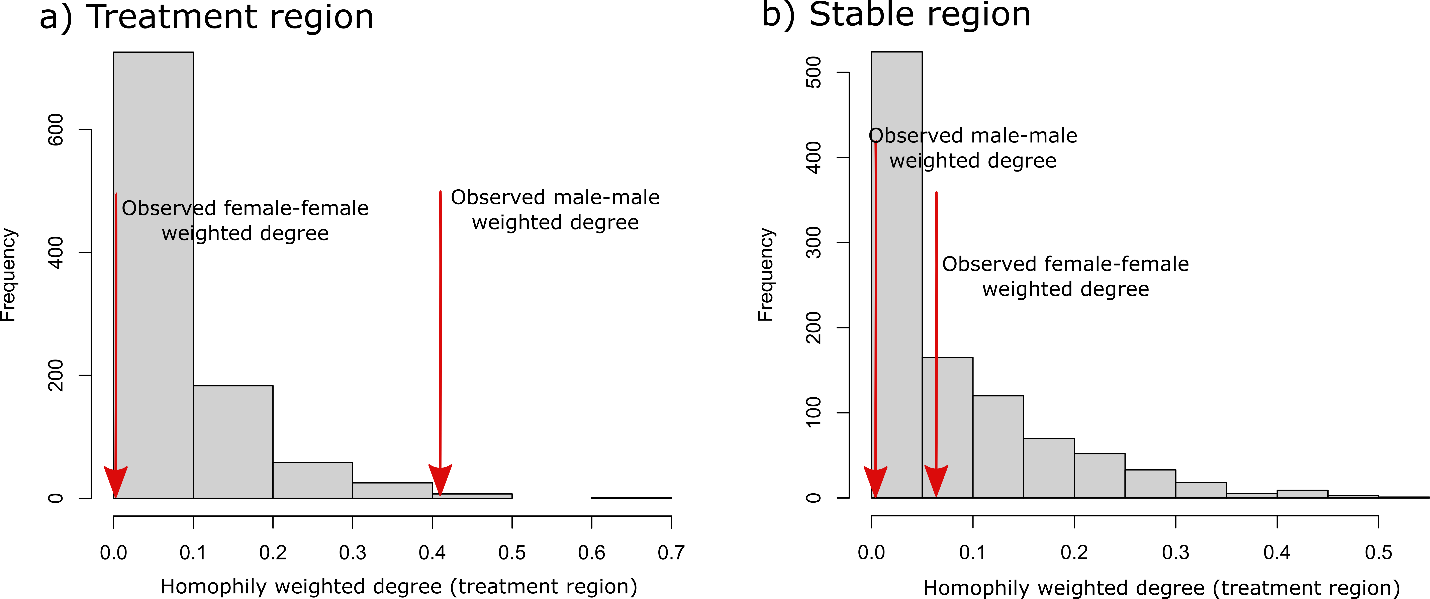 a) Treatment region
Frequency
0
200
400
600
Observed female-female
weighted degree
Observed male-male
weighted degree
0.0 0.1 0.2 0.3 0.4 0.5 0.6 0.7
Homophily weighted degree (treatment region)
b) Stable region
Frequency
0
100
200
300
400
500
Observed male-male
weighted degree
Observed female-female
weighted degree
0.0 0.1 0.2 0.3 0.4 0.5
Homophily weighted degree (treatment region)